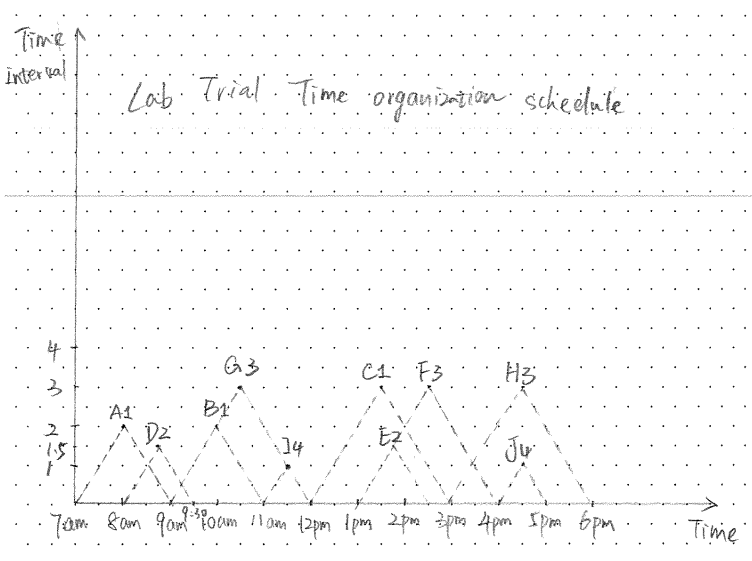 Time
interval
Lab Trial Time organization schedule
4
3
2
1.5
1
G3
C1
F3
H3
A1
B1
D2
E2
I4
J4
7am 8am 9am 9:30 10am 11am 12pm 1pm 2pm 3pm 4pm 5pm 6pm
Time